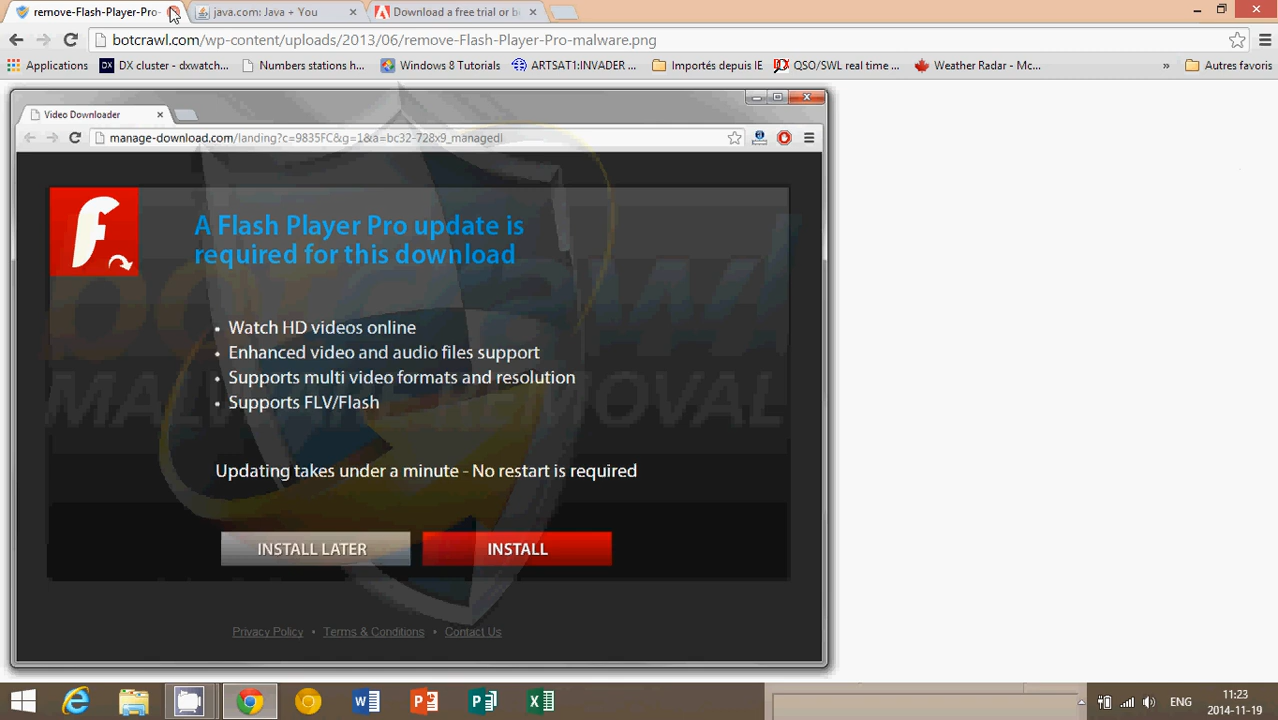 remove-Flash-Player-Pro-
java.com: Java + You
Download a free trial or b
botcrawl.com/wp-content/uploads/2013/06/remove-Flash-Player-Pro-malware.png
Applications
DX cluster - dxwatch...
Numbers stations h...
Windows 8 Tutorials
ARTSAT1:INVADER ...
Importés depuis IE
QSO/SWL real time ...
Weather Radar - Mc...
»
Autres favoris
Video Downloader
manage-download.com/landing?c=9835FC&g=1&a=bc32-728x9_managedl
A Flash Player Pro update is
required for this download
• Watch HD videos online
• Enhanced video and audio files support
• Supports multi video formats and resolution
• Supports FLV/Flash
botcrawl
MALWARE REMOVAL
Updating takes under a minute - No restart is required
INSTALL LATER
INSTALL
Privacy Policy • Terms & Conditions • Contact Us
ENG
11:23
2014-11-19